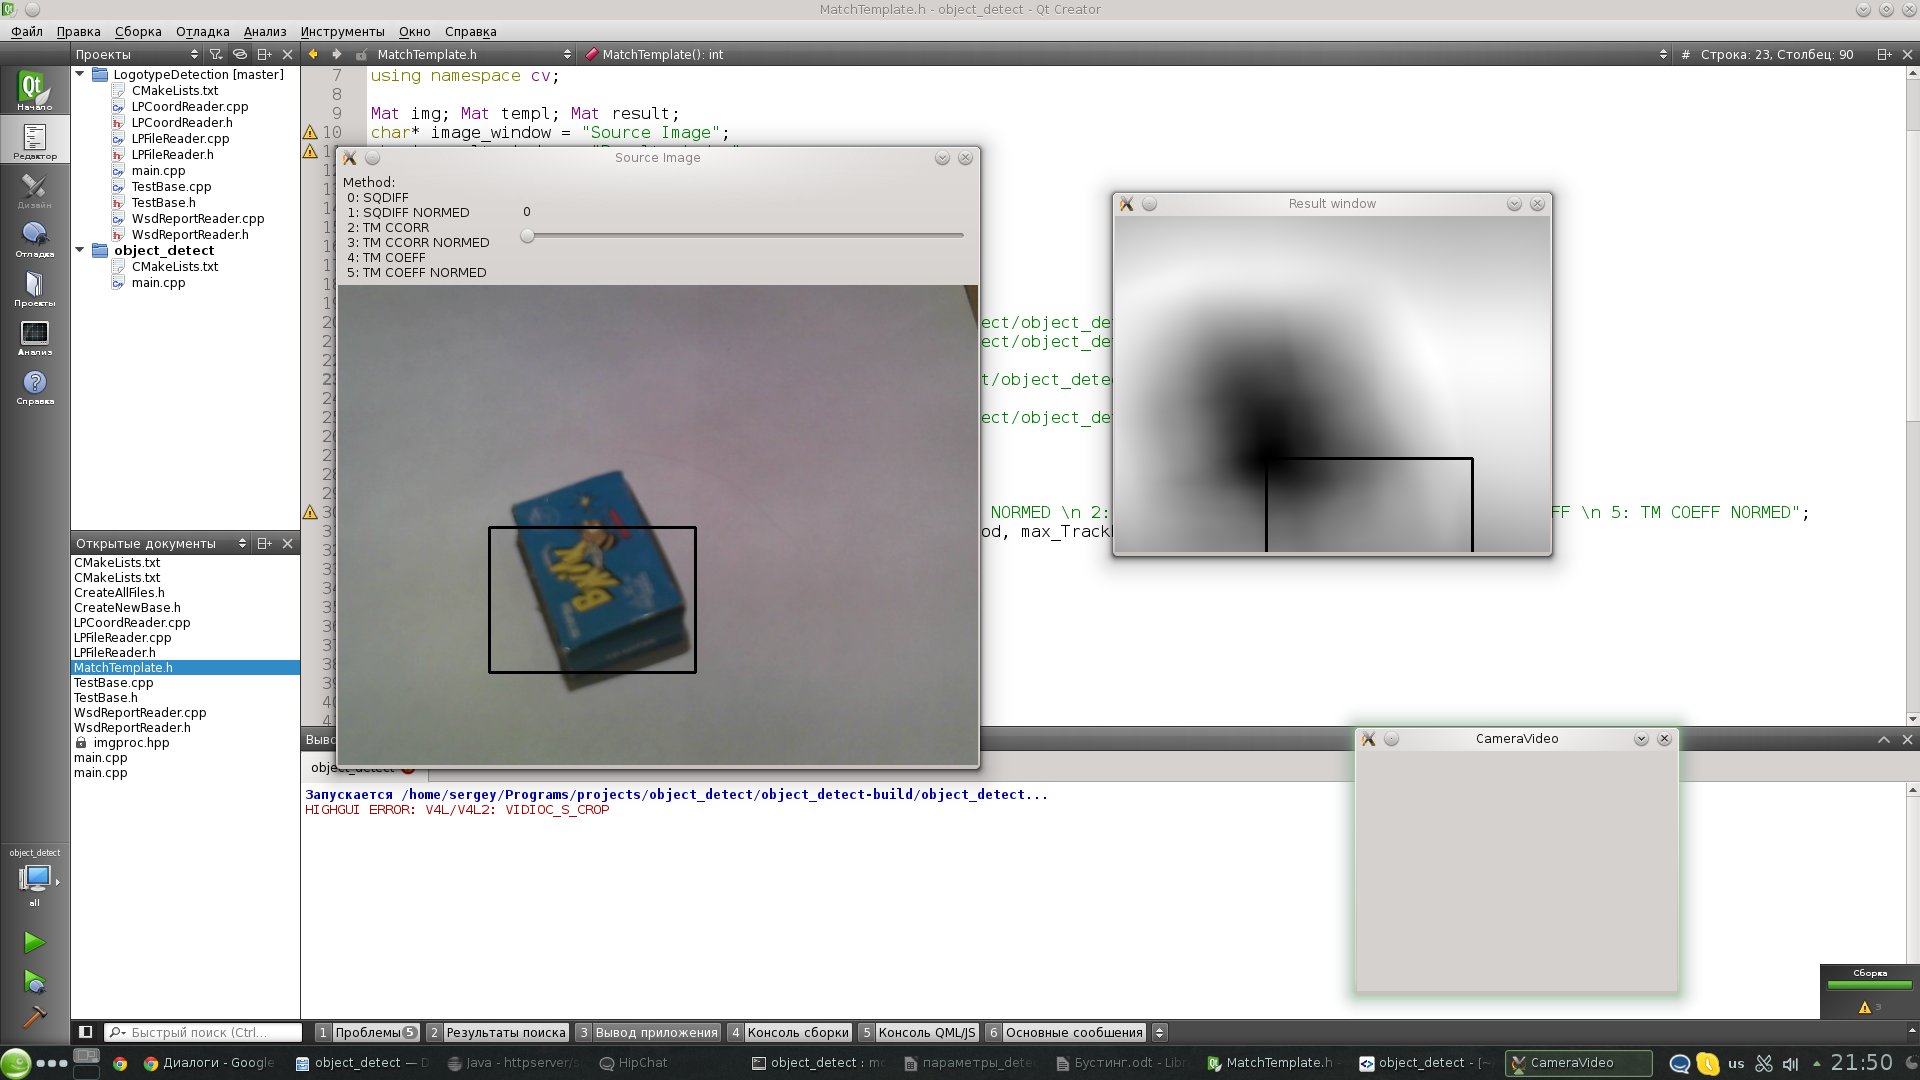 MatchTemplate.h - object_detect - Qt Creator
Файл Правка Сборка Отладка Анализ Инструменты Окно Справка
Проекты
MatchTemplate.h
MatchTemplate(): int
# Строка: 23, Столбец: 90
Начало
Редактор
Дизайн
Отладка
Проекты
Анализ
Справка
LogotypeDetection [master]
CMakeLists.txt
LPCoordReader.cpp
LPCoordReader.h
LPFileReader.cpp
LPFileReader.h
main.cpp
TestBase.cpp
TestBase.h
WsdReportReader.cpp
WsdReportReader.h
object_detect
CMakeLists.txt
main.cpp
7 using namespace cv;
8
9 Mat img; Mat templ; Mat result;
10 char* image_window = "Source Image";
Source Image
Method:
0: SQDIFF
1: SQDIFF NORMED
2: TM CCORR
3: TM CCORR NORMED
4: TM COEFF
5: TM COEFF NORMED
0
BRICK
Result window
ect/object_de
ect/object_de
t/object_dete
ect/object_de
NORMED \n 2:
FF \n 5: TM COEFF NORMED";
od, max_Track
Открытые документы
CMakeLists.txt
CMakeLists.txt
CreateAllFiles.h
CreateNewBase.h
LPCoordReader.cpp
LPFileReader.cpp
LPFileReader.h
MatchTemplate.h
TestBase.cpp
TestBase.h
WsdReportReader.cpp
WsdReportReader.h
imgproc.hpp
main.cpp
main.cpp
CameraVideo
object_detect
Запускается /home/sergey/Programs/projects/object_detect/object_detect-build/object_detect...
HIGHGUI ERROR: V4L/V4L2: VIDIOC_S_CROP
object_detect
all
Сборка
3
Быстрый поиск (Ctrl...
1 Проблемы 5
2 Результаты поиска
3 Вывод приложения
4 Консоль сборки
5 Консоль QML/JS
6 Основные сообщения
Диалоги - Google
object_detect —
Java - httpserver/s
HipChat
object_detect : m
параметры_dete
Бустинг.odt - Libr
MatchTemplate.h
object_detect - [~
CameraVideo
us
21:50